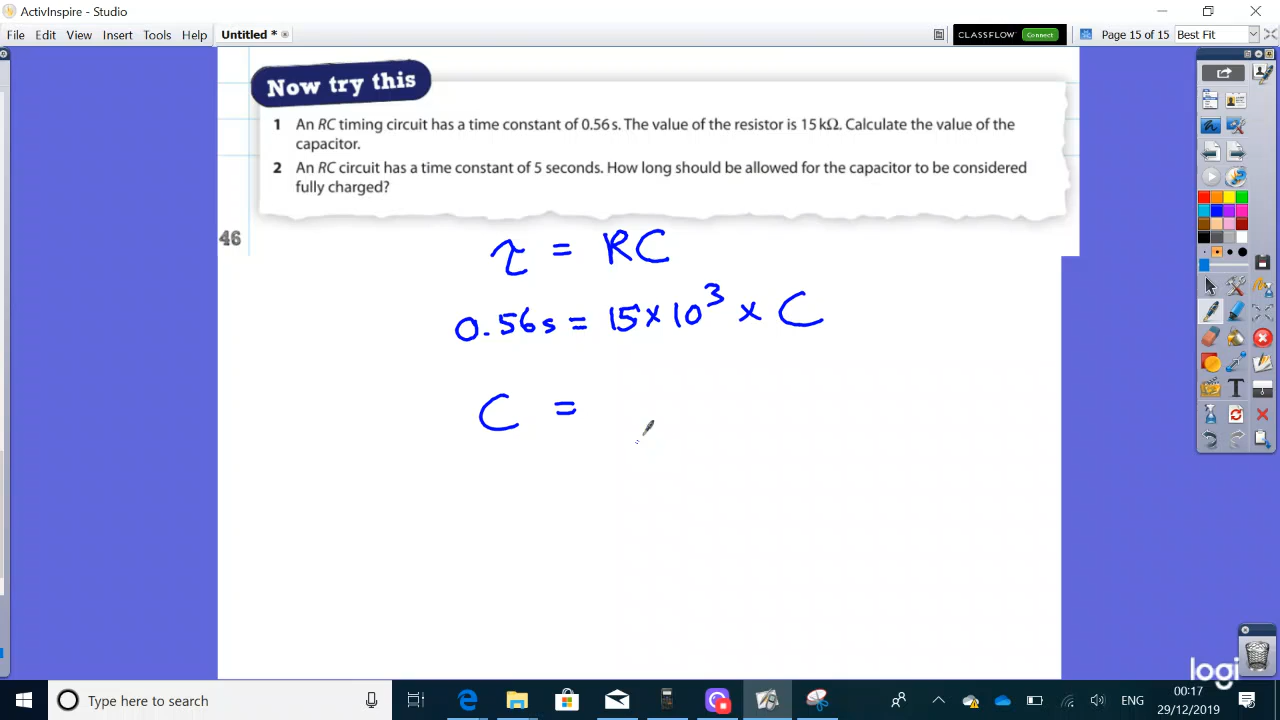 ActivInspire - Studio
File Edit View Insert Tools Help Untitled * CLASSFLOW Connect Page 15 of 15 Best Fit
Now try this
1 An RC timing circuit has a time constant of 0.56 s. The value of the resistor is 15 kΩ. Calculate the value of the
capacitor.
2 An RC circuit has a time constant of 5 seconds. How long should be allowed for the capacitor to be considered
fully charged?
46
τ = RC
0.56s = 15 × 10³ × C
C =
logi
Type here to search
ENG
00:17
29/12/2019